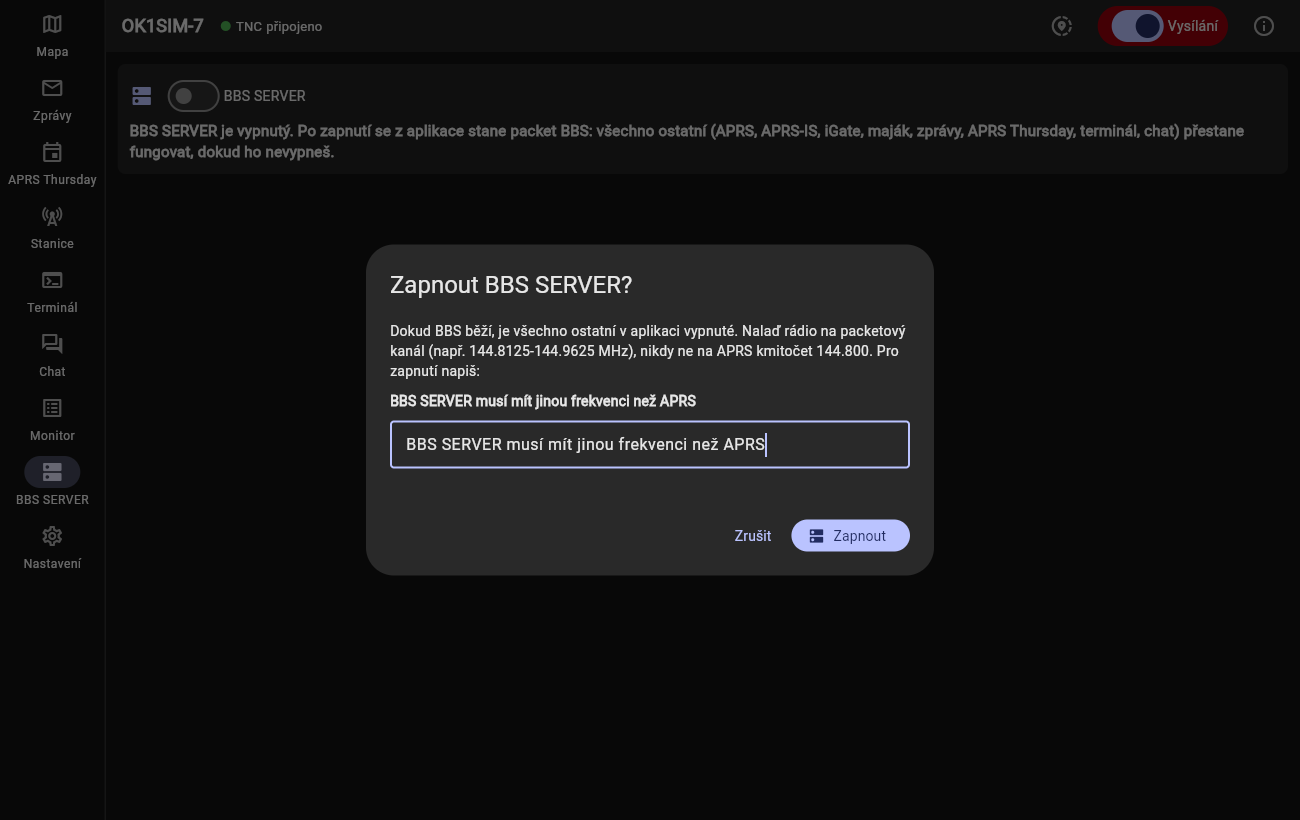 OK1SIM-7
TNC připojeno
Vysílání
Mapa
Zprávy
APRS Thursday
Stanice
Terminál
Chat
Monitor
BBS SERVER
Nastavení
BBS SERVER
BBS SERVER je vypnutý. Po zapnutí se z aplikace stane packet BBS: všechno ostatní (APRS, APRS-IS, iGate, maják, zprávy, APRS Thursday, terminál, chat) přestane
fungovat, dokud ho nevypneš.
Zapnout BBS SERVER?
Dokud BBS běží, je všechno ostatní v aplikaci vypnuté. Nalaď rádio na packetový
kanál (např. 144.8125-144.9625 MHz), nikdy ne na APRS kmitočet 144.800. Pro
zapnutí napiš:
BBS SERVER musí mít jinou frekvenci než APRS
BBS SERVER musí mít jinou frekvenci než APRS
Zrušit
Zapnout